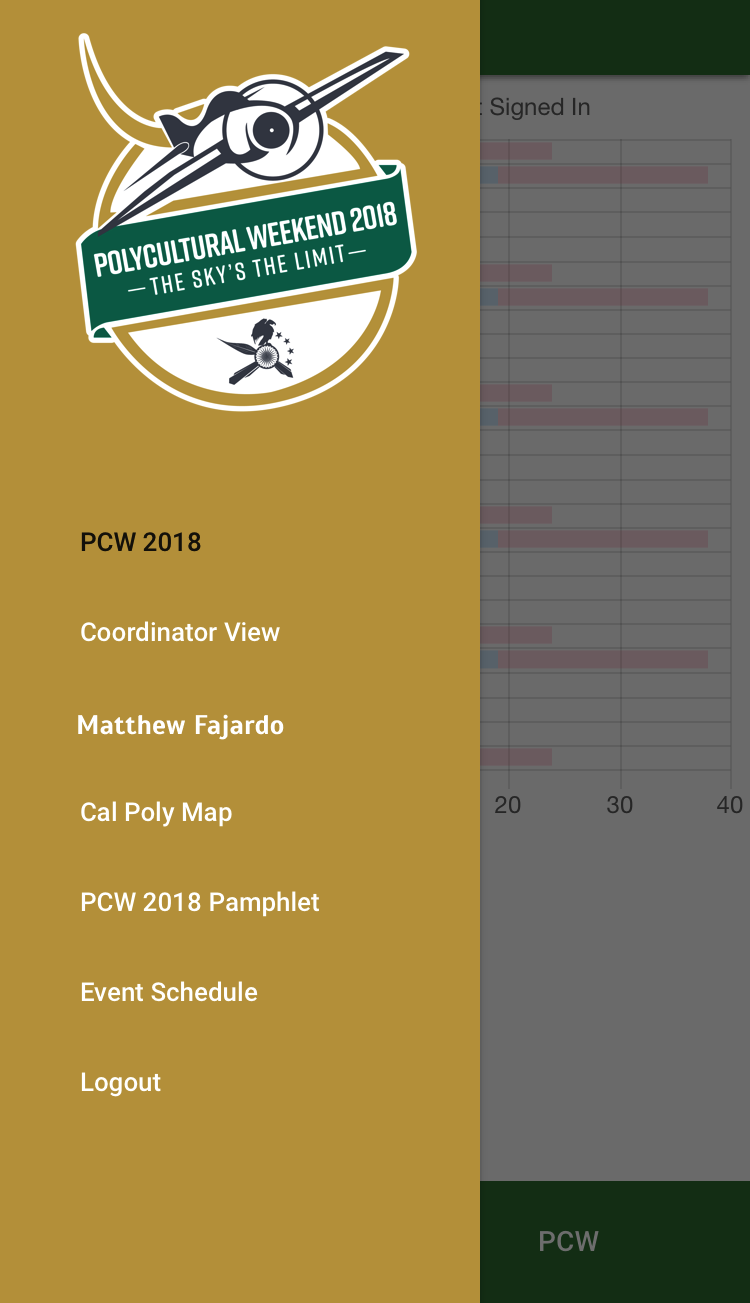 : Signed In
POLYCULTURAL WEEKEND 2018
—THE SKY'S THE LIMIT—
PCW 2018
Coordinator View
Matthew Fajardo
Cal Poly Map
PCW 2018 Pamphlet
Event Schedule
Logout
20 30 40
PCW